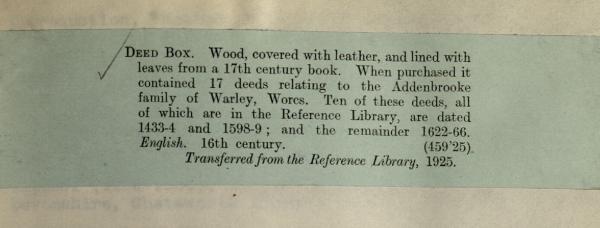 DEED BOX. Wood, covered with leather, and lined with
leaves from a 17th century book. When purchased it
contained 17 deeds relating to the Addenbrooke
family of Warley, Worcs. Ten of these deeds, all
of which are in the Reference Library, are dated
1433-4 and 1598-9; and the remainder 1622-66.
English. 16th century. (459'25).
Transferred from the Reference Library, 1925.